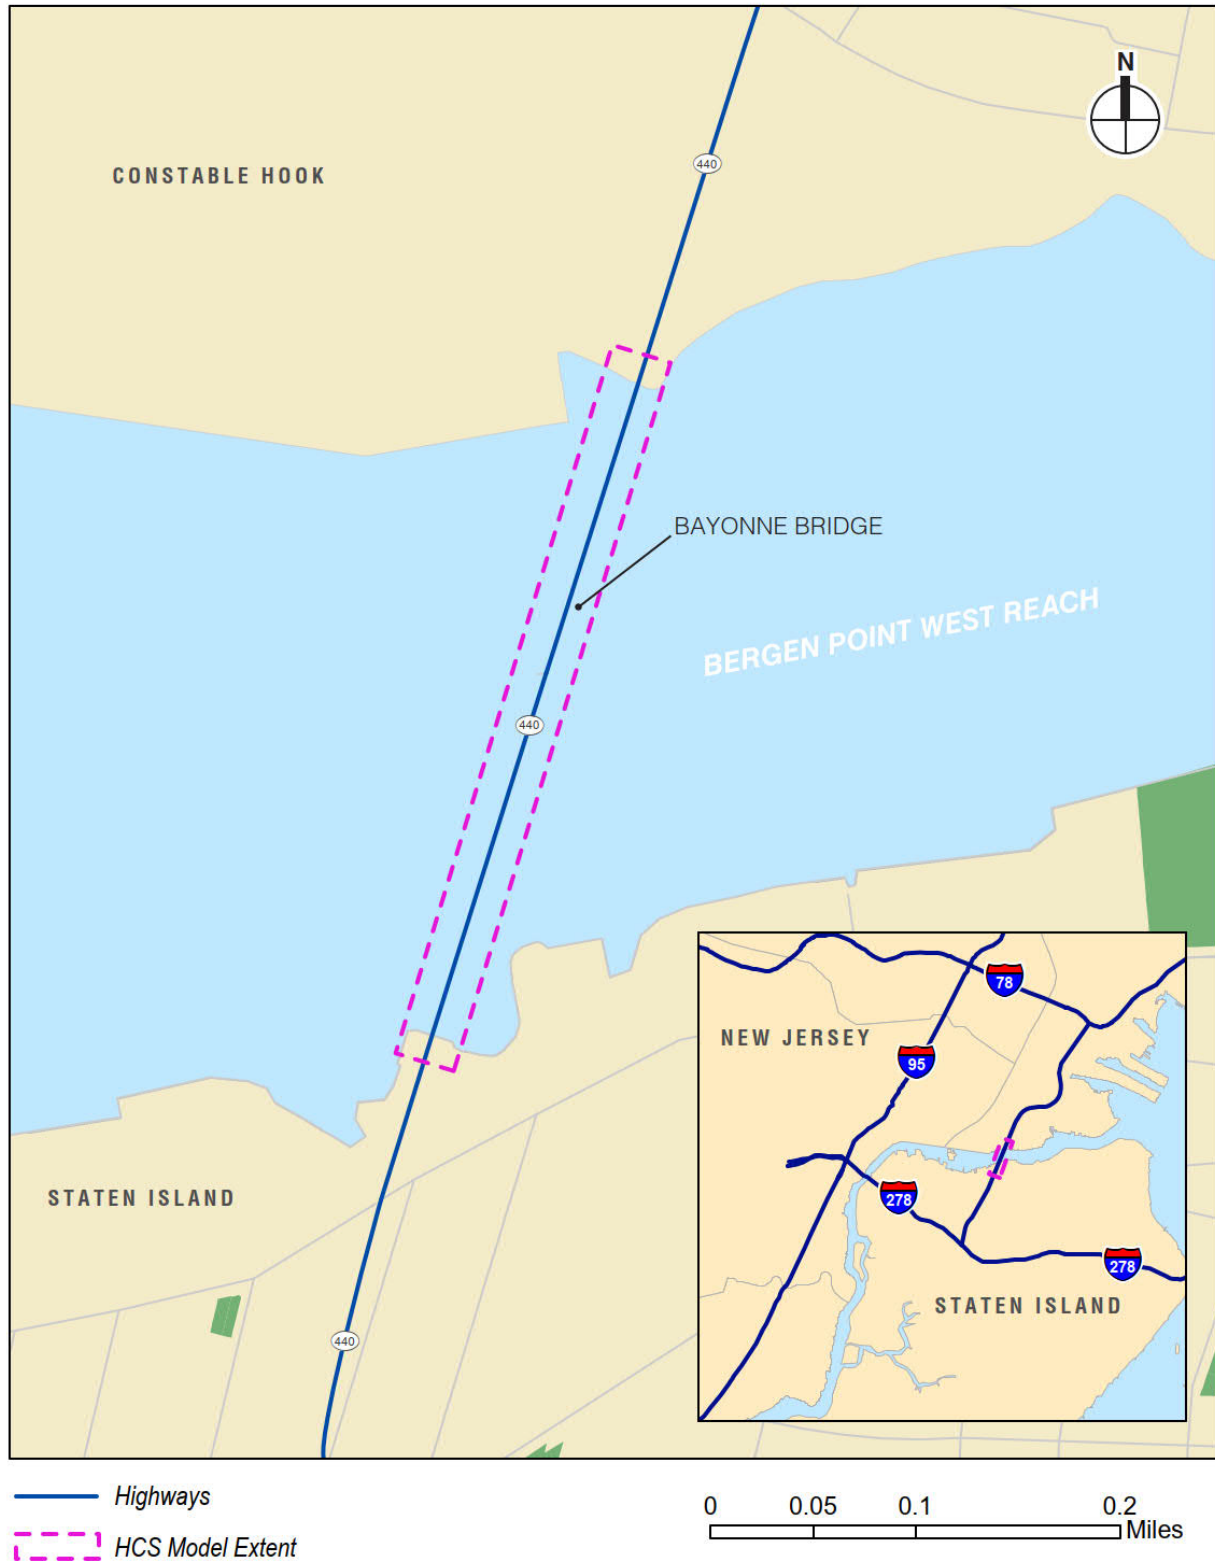 N
440
CONSTABLE HOOK
BAYONNE BRIDGE
BERGEN POINT WEST REACH
440
78
NEW JERSEY
95
STATEN ISLAND
278
278
STATEN ISLAND
440
Highways
HCS Model Extent
0 0.05 0.1 0.2
Miles